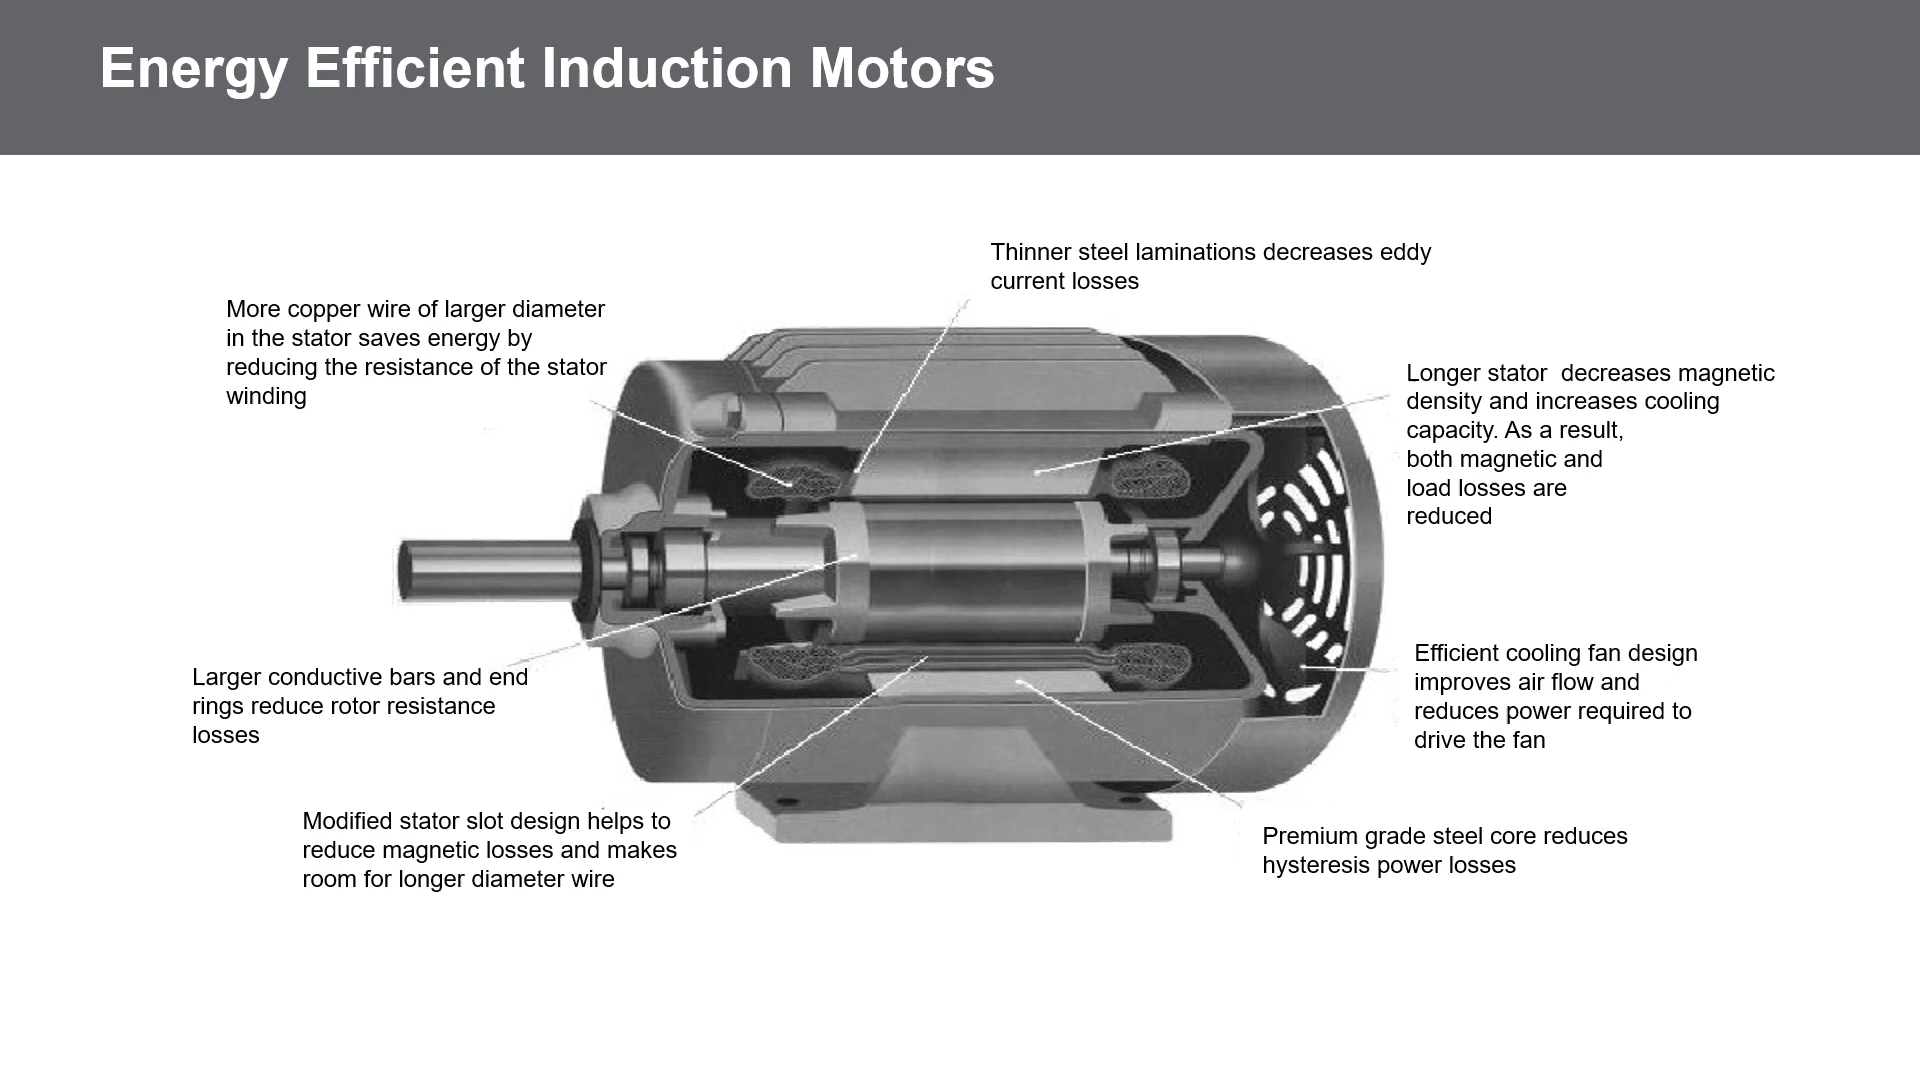 Energy Efficient Induction Motors
Thinner steel laminations decreases eddy
current losses
More copper wire of larger diameter
in the stator saves energy by
reducing the resistance of the stator
winding
Longer stator  decreases magnetic
density and increases cooling
capacity. As a result,
both magnetic and
load losses are
reduced
Larger conductive bars and end
rings reduce rotor resistance
losses
Efficient cooling fan design
improves air flow and
reduces power required to
drive the fan
Modified stator slot design helps to
reduce magnetic losses and makes
room for longer diameter wire
Premium grade steel core reduces
hysteresis power losses